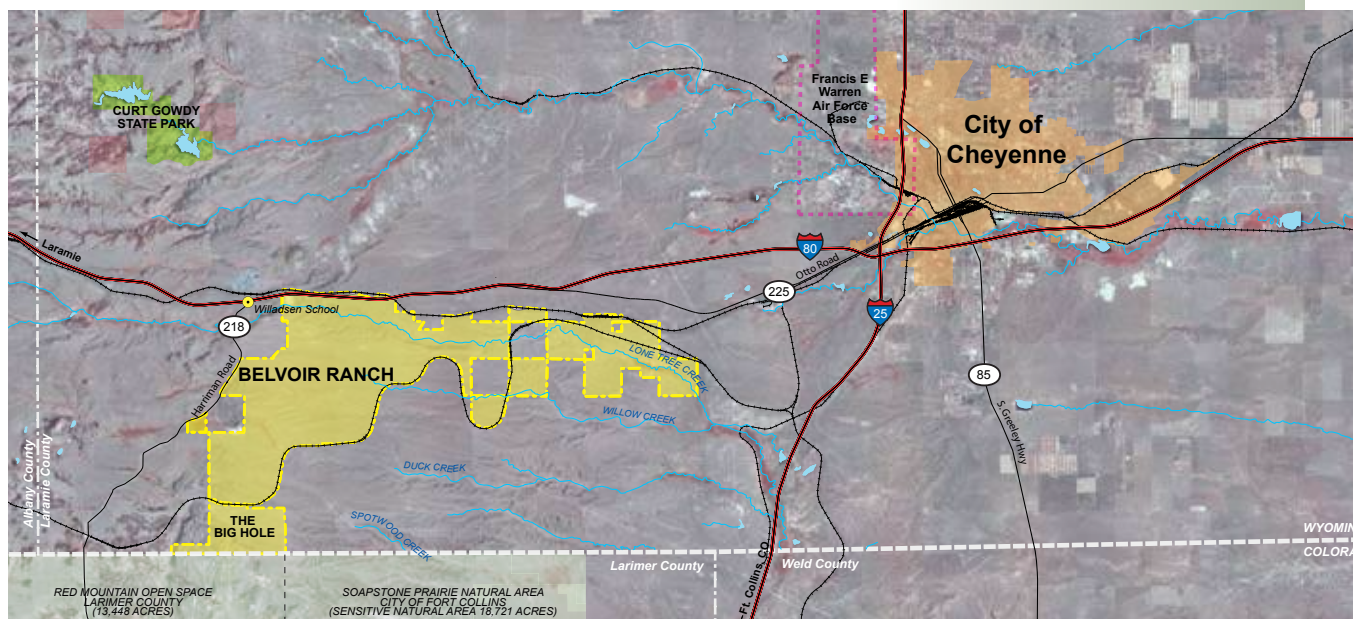 CURT GOWDY
STATE PARK
Francis E
Warren
Air Force
Base
City of
Cheyenne
Laramie
80
Otto Road
225
25
Willadsen School
218
BELVOIR RANCH
Harriman Road
LONE TREE CREEK
WILLOW CREEK
85
S. Greeley Hwy
DUCK CREEK
SPOTWOOD CREEK
Albany County
Laramie County
THE
BIG HOLE
WYOMIN
COLORA
Larimer County
Weld County
Ft. Collins, CO
RED MOUNTAIN OPEN SPACE
LARIMER COUNTY
(13,448 ACRES)
SOAPSTONE PRAIRIE NATURAL AREA
CITY OF FORT COLLINS
(SENSITIVE NATURAL AREA 18,721 ACRES)